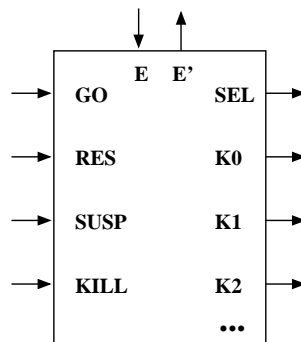 E E’
GO SEL
RES K0
SUSP K1
KILL K2
...